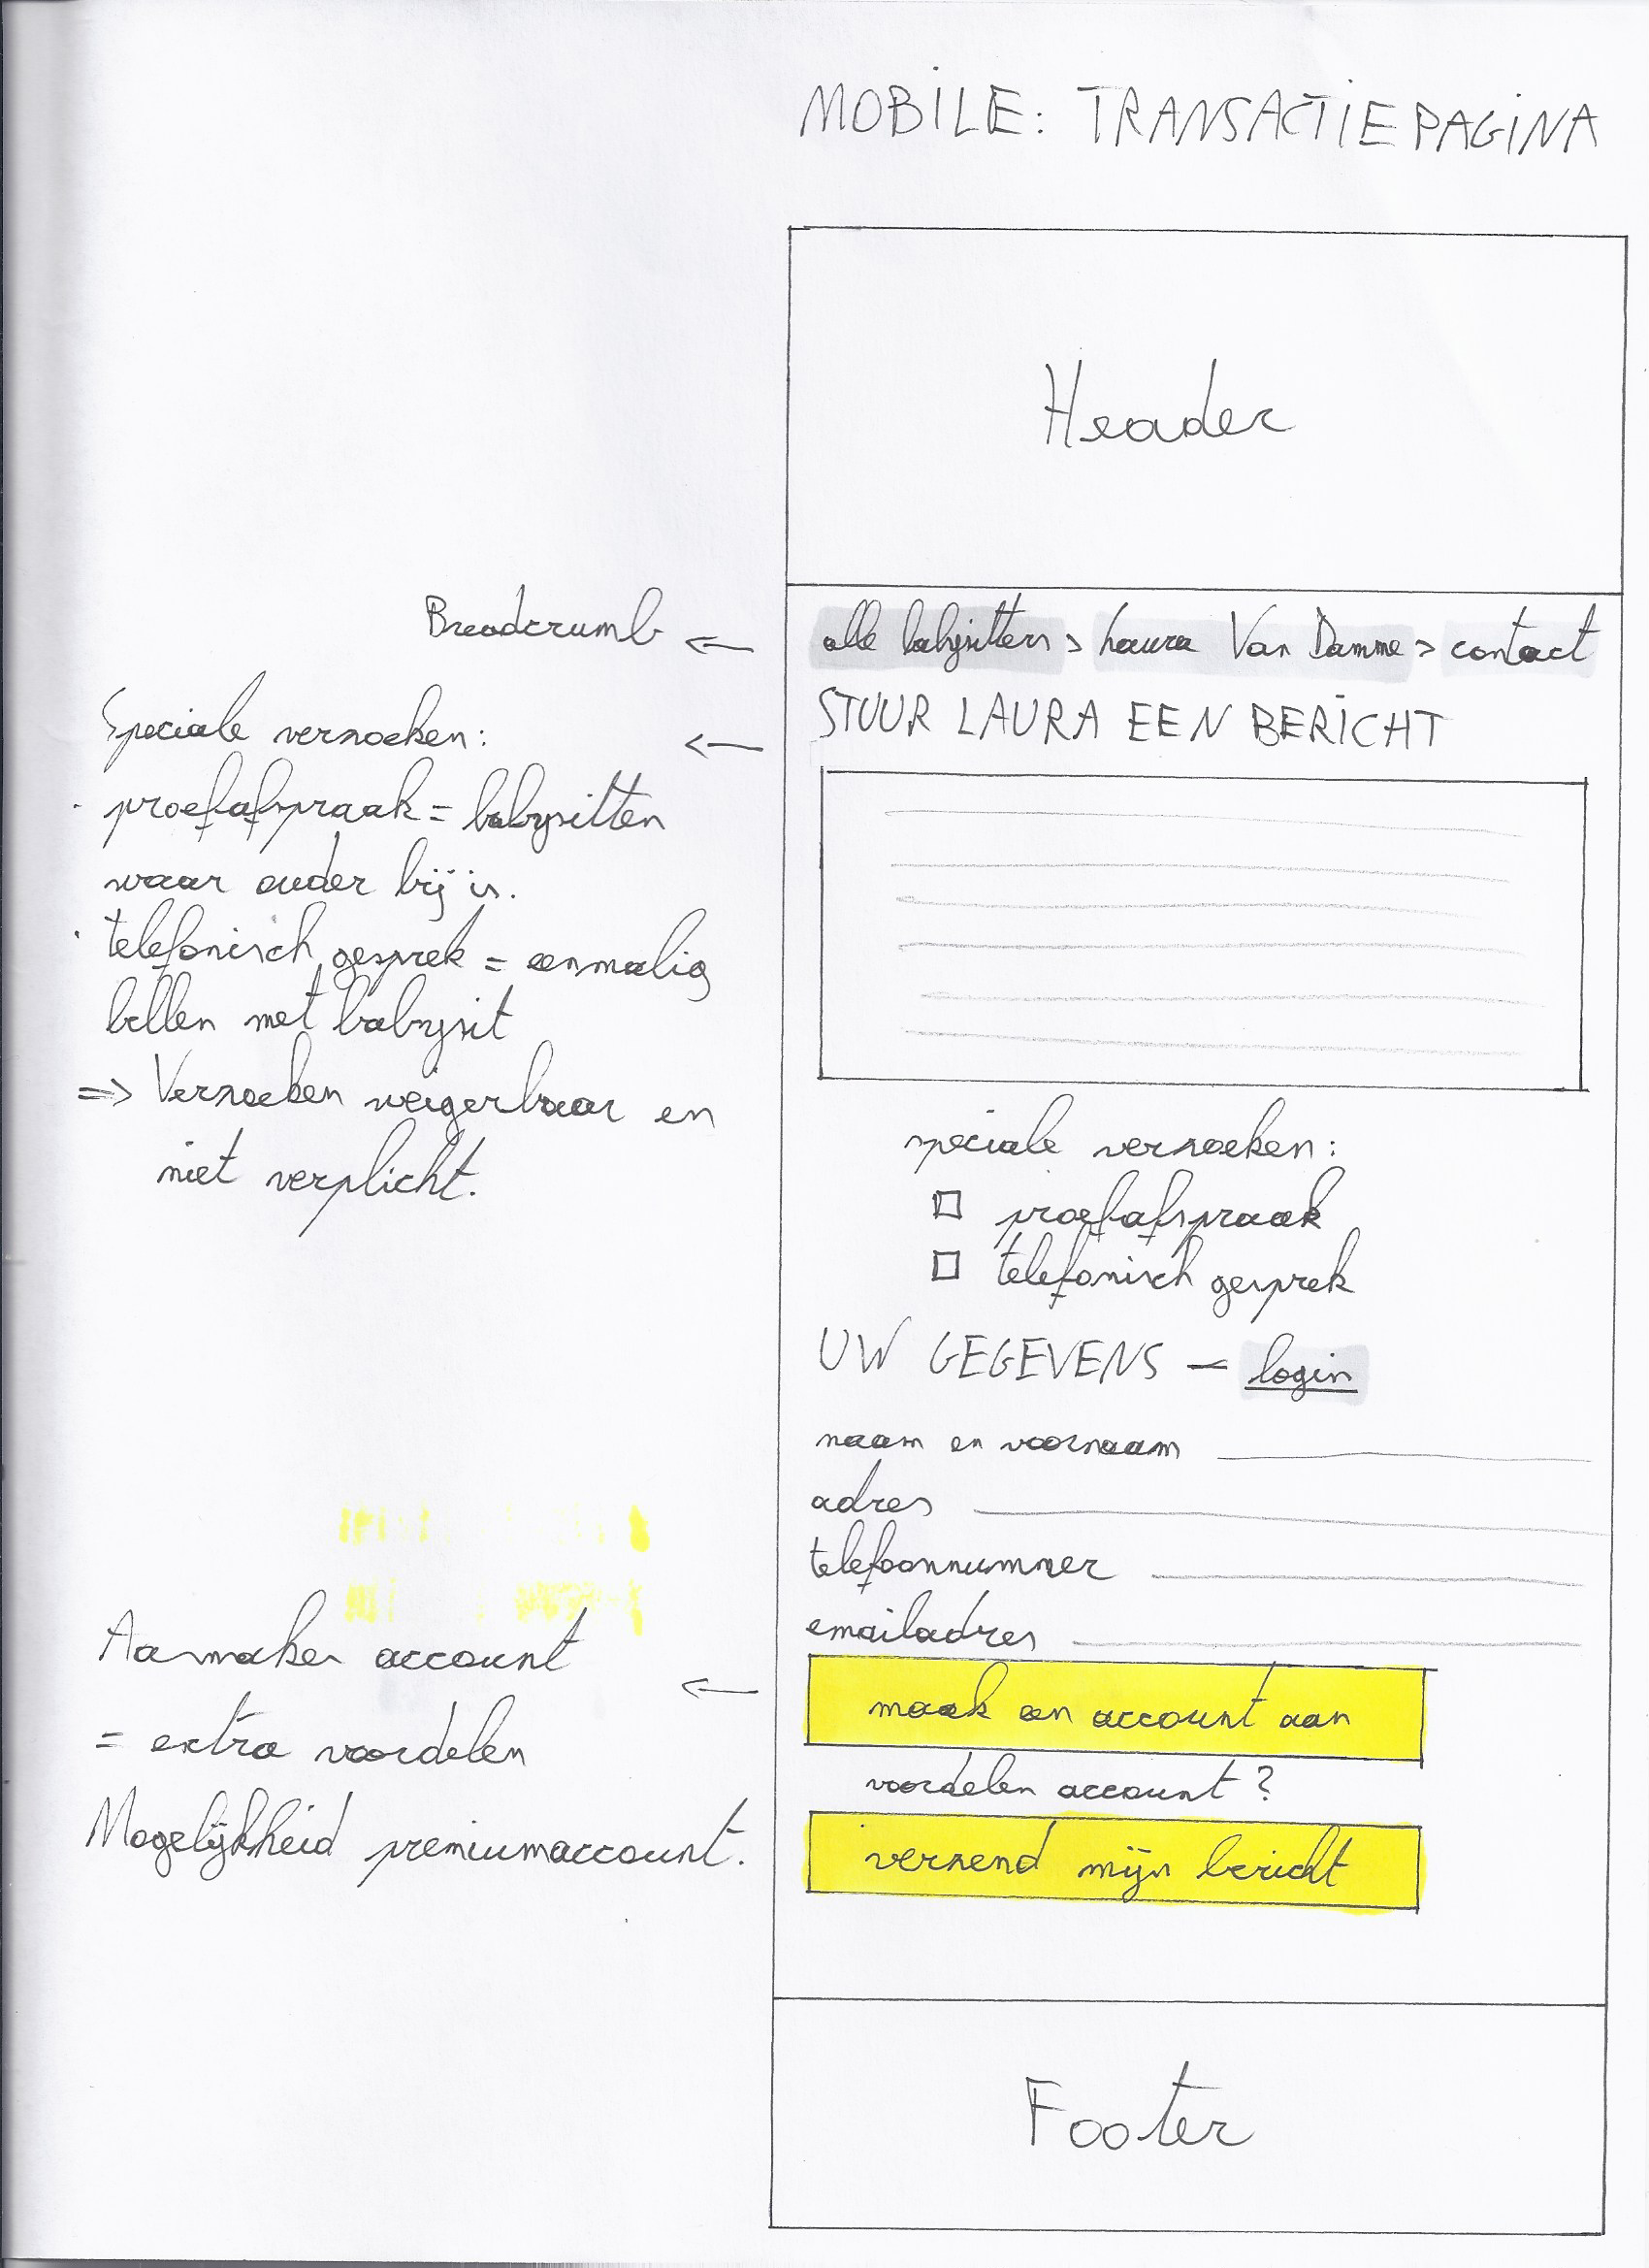 MOBILE: TRANSACTIEPAGINA
Header
Breadcrumb ←
alle babysitters > Laura Van Damme > contact
STUUR LAURA EEN BERICHT
Speciale verzoeken: ←
· proefafspraak = babysitten
waar ouder bij is.
· telefonisch gesprek = eenmalig
bellen met babysit
=> Verzoeken weigerbaar en
niet verplicht.
speciale verzoeken:
□ proefafspraak
□ telefonisch gesprek
UW GEGEVENS — login
naam en voornaam
adres
telefoonnummer
emailadres
Aanmaken account ←
= extra voordelen
Mogelijkheid premiumaccount.
maak een account aan
voordelen account?
verzend mijn bericht
Footer